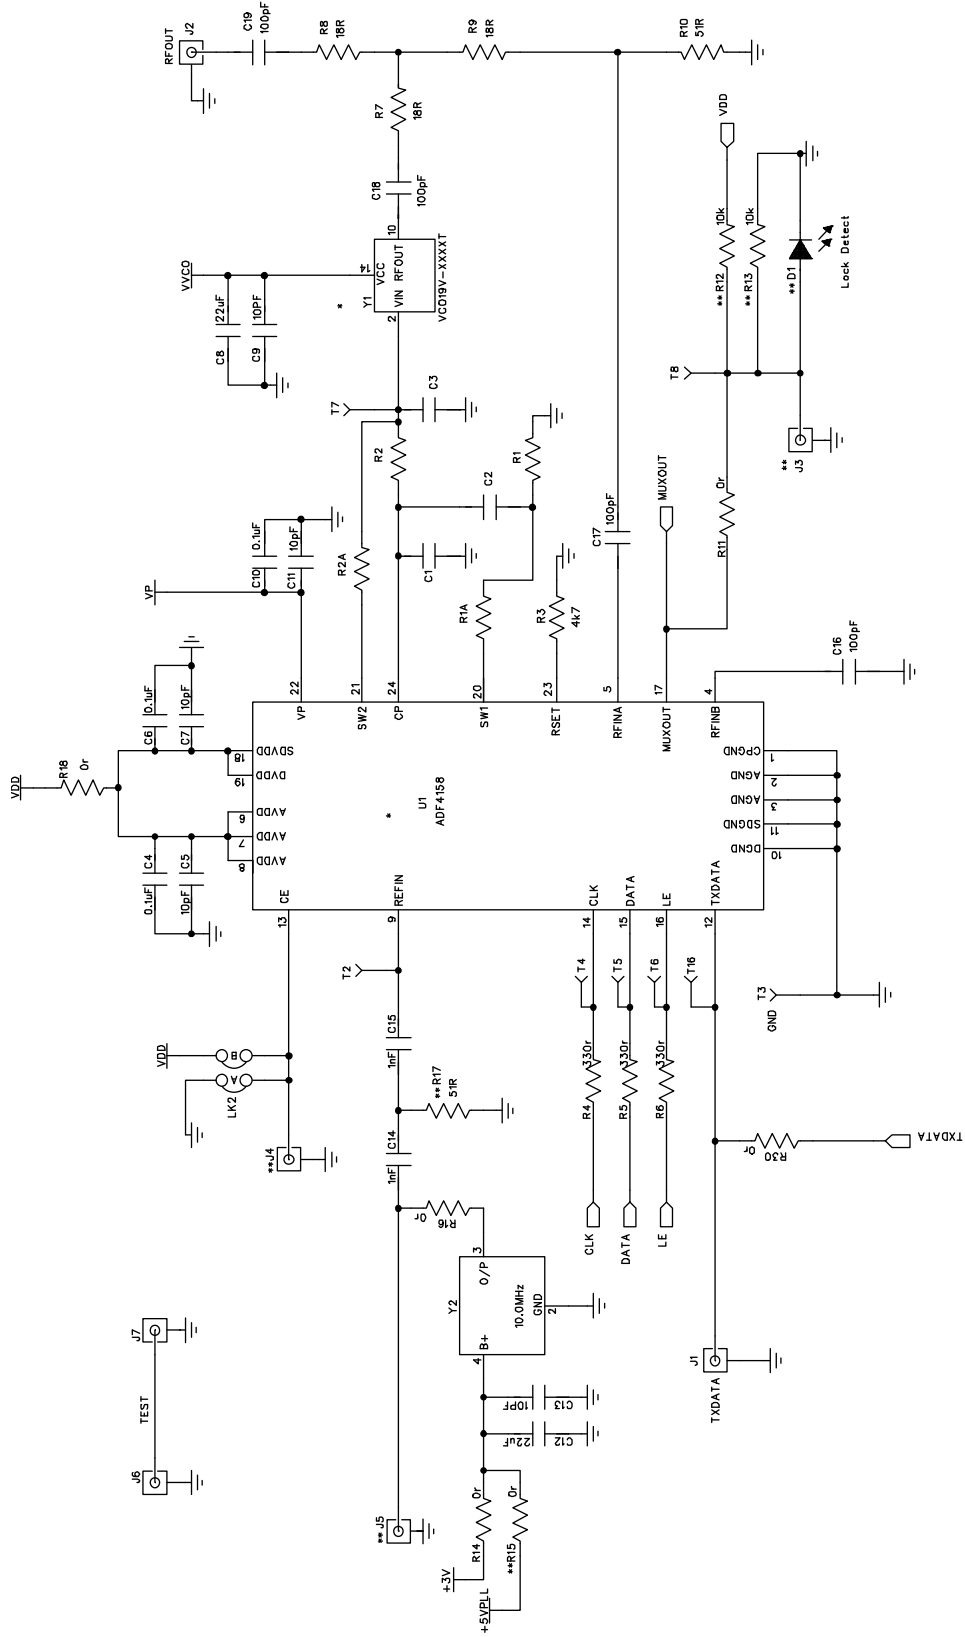 RFOUT
J2
C19
100pF
R8
18R
R9
18R
R10
51R
R7
18R
C18
100pF
VVCO
C8
22uF
C9
10PF
14
VCC
10
RFOUT
VIN
2
Y1
*
VCO19V-XXXXT
VDD
**R12
10k
**R13
10k
**D1
Lock Detect
T8
**
J3
T7
C3
R2
R2A
C2
R1
C1
R1A
R3
4k7
C17
100pF
MUXOUT
R11
0r
VP
C10
0.1uF
C11
10pF
C16
100pF
VDD
R18
0r
C6
0.1uF
C7
10pF
C4
0.1uF
C5
10pF
22
VP
21
SW2
24
CP
20
SW1
23
RSET
5
RFINA
17
MUXOUT
4
RFINB
18
SDVDD
19
DVDD
6
AVDD
7
AVDD
8
AVDD
*
U1
ADF4158
CPGND
1
AGND
2
AGND
3
SDGND
11
DGND
10
13
CE
9
REFIN
14
CLK
15
DATA
16
LE
12
TXDATA
T2
T4
T5
T6
T16
T3
GND
VDD
B
A
LK2
**J4
C15
1nF
**R17
51R
C14
1nF
R16
0r
R4
330r
R5
330r
R6
330r
CLK
DATA
LE
R30
0r
TXDATA
Y2
3
O/P
10.0MHz
GND
2
B+
4
J1
TXDATA
J7
TEST
J6
C13
10PF
C12
22uF
**J5
R14
0r
**R15
0r
+3V
+5VPLL